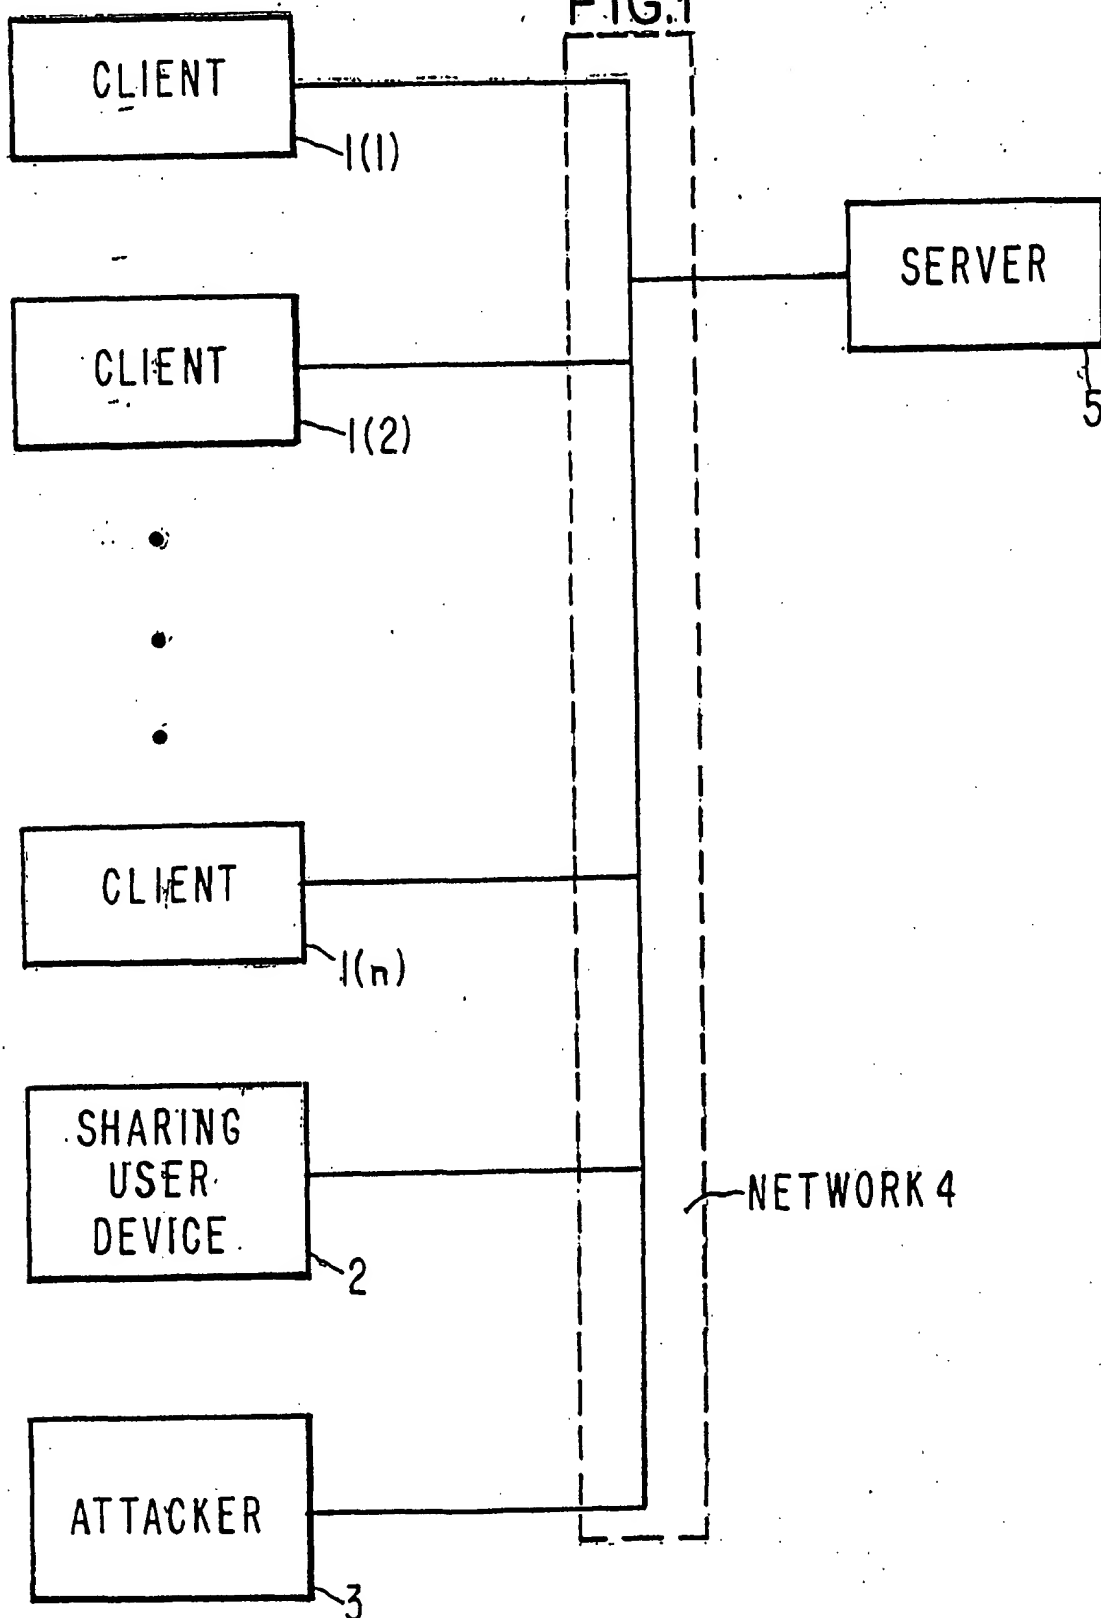 FIG.1
CLIENT
1(1)
SERVER
5
CLIENT
1(2)
CLIENT
1(n)
SHARING
USER
DEVICE
2
NETWORK 4
ATTACKER
3